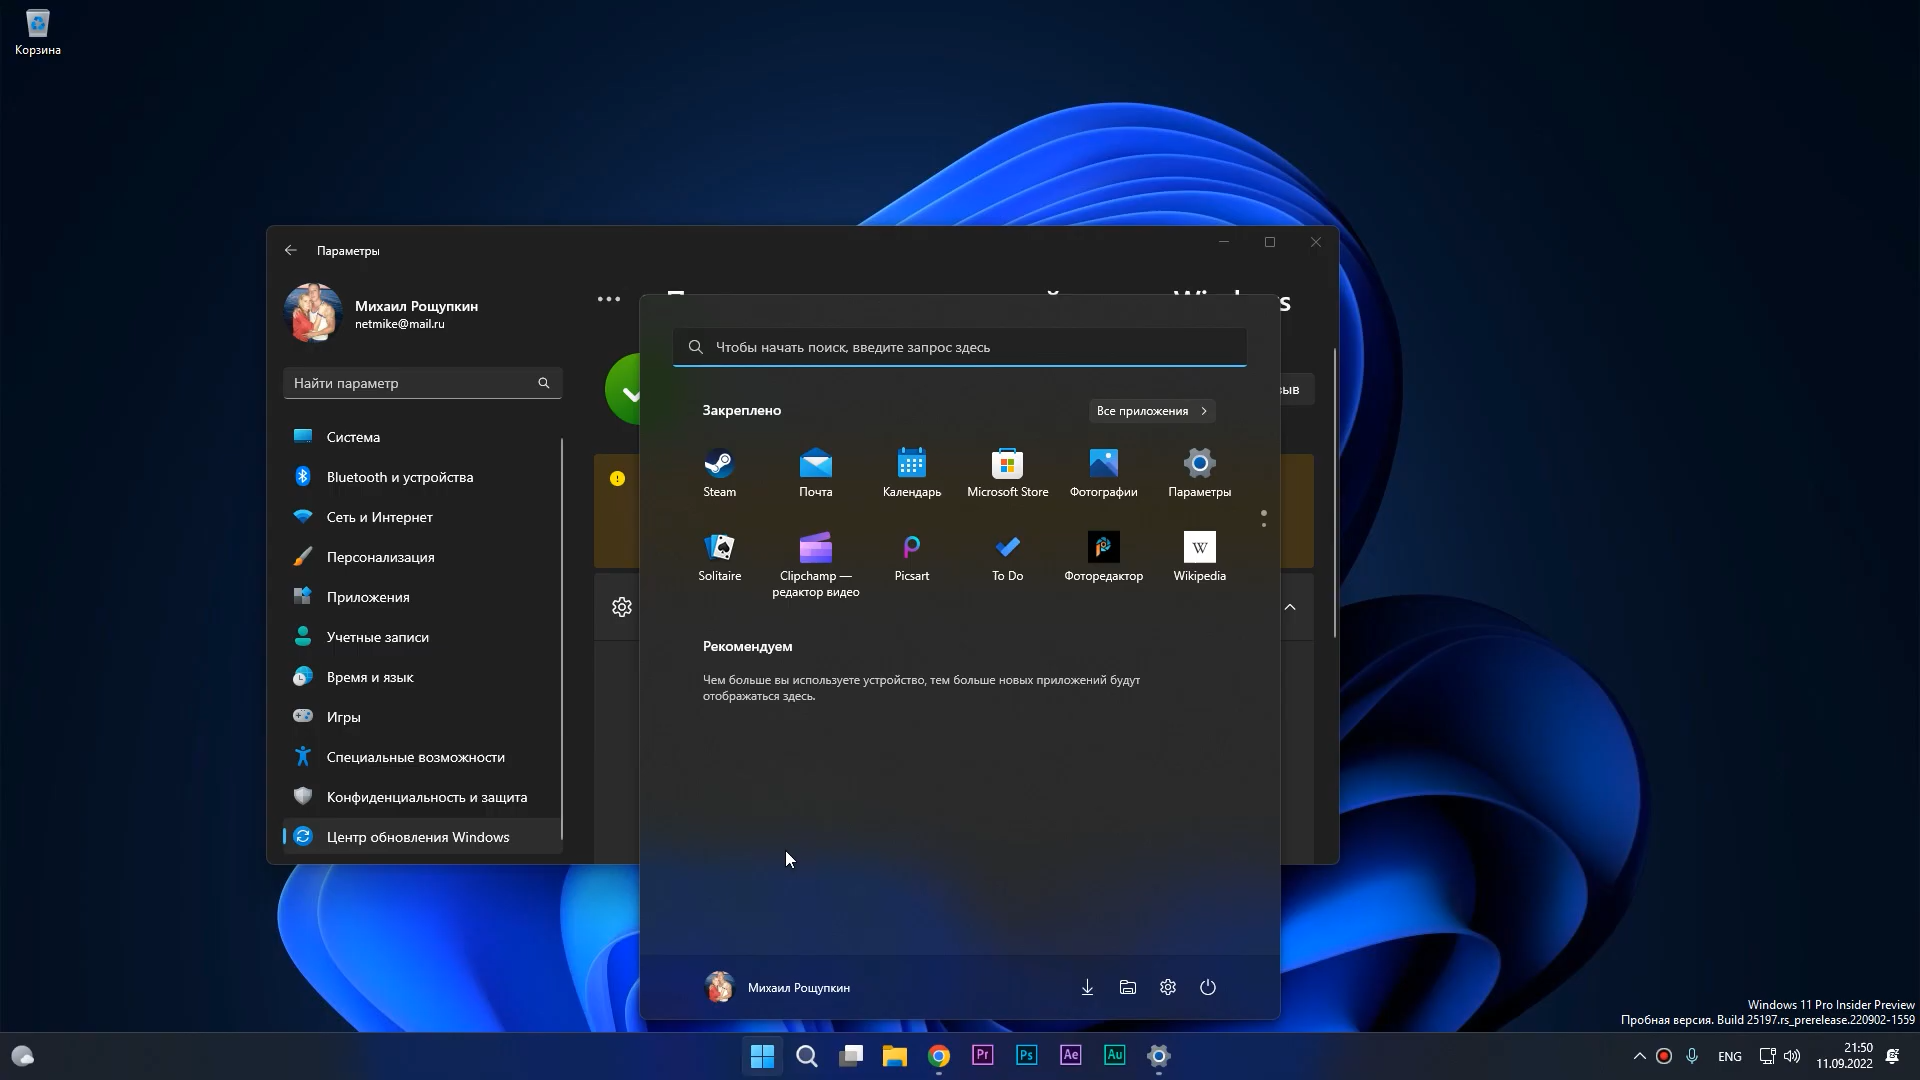 Корзина
Параметры
Михаил Рощупкин
netmike@mail.ru
Найти параметр
Система
Bluetooth и устройства
Сеть и Интернет
Персонализация
Приложения
Учетные записи
Время и язык
Игры
Специальные возможности
Конфиденциальность и защита
Центр обновления Windows
Чтобы начать поиск, введите запрос здесь
Закреплено
Все приложения
Steam
Почта
Календарь
Microsoft Store
Фотографии
Параметры
Solitaire
Clipchamp —
редактор видео
Picsart
To Do
Фоторедактор
W
Wikipedia
Рекомендуем
Чем больше вы используете устройство, тем больше новых приложений будут
отображаться здесь.
Михаил Рощупкин
Windows 11 Pro Insider Preview
Пробная версия. Build 25197.rs_prerelease.220902-1559
Pr
Ps
Ae
Au
ENG
21:50
11.09.2022